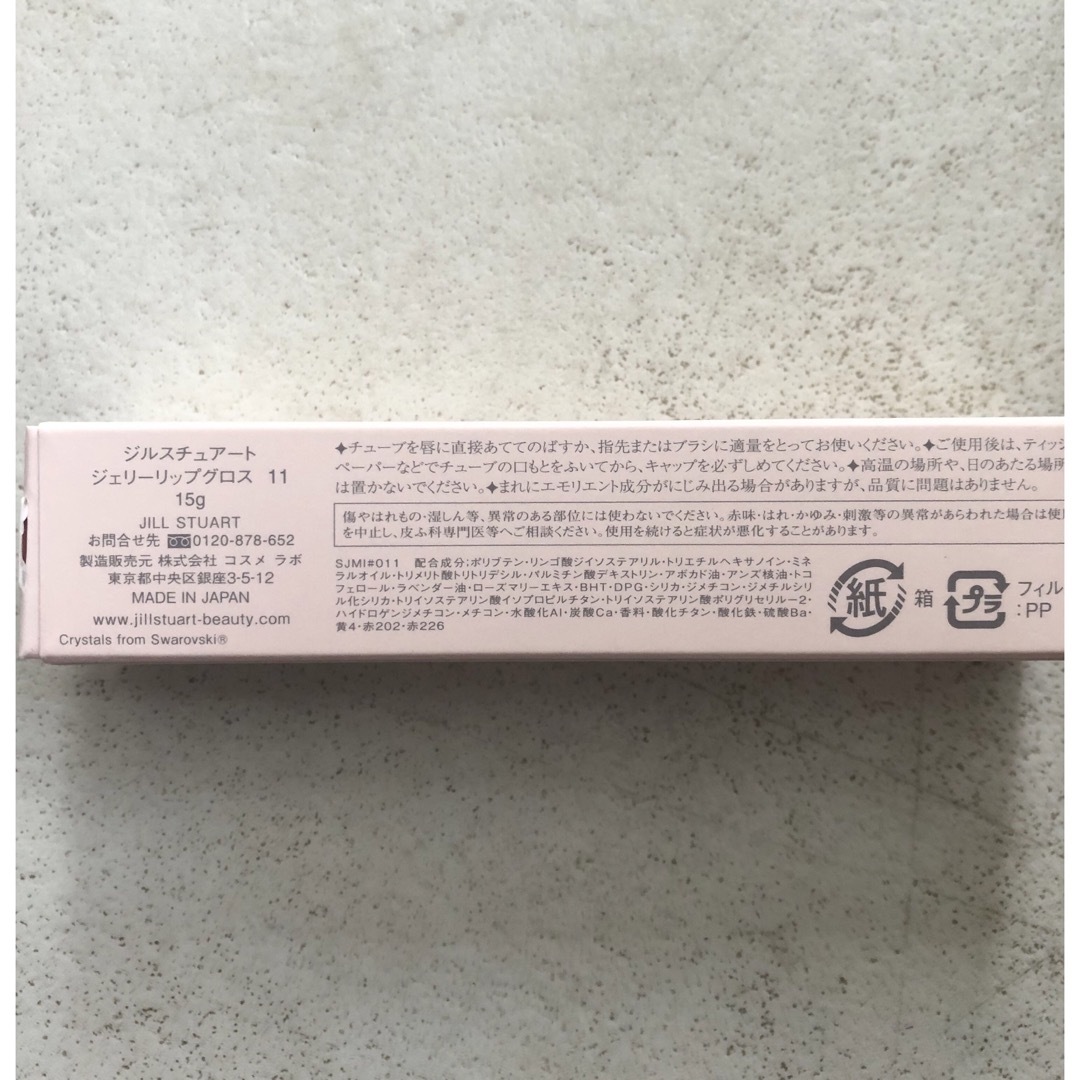 ジルスチュアート
ジェリーリップグロス 11
15g
JILL STUART
お問合せ先 0120-878-652
製造販売元 株式会社 コスメ ラボ
東京都中央区銀座3-5-12
MADE IN JAPAN
www.jillstuart-beauty.com
Crystals from Swarovski®
✦チューブを唇に直接あててのばすか、指先またはブラシに適量をとってお使いください。✦ご使用後は、ティッシ
ペーパーなどでチューブの口もとをふいてから、キャップを必ずしめてください。✦高温の場所や、日のあたる場所
は置かないでください。✦まれにエモリエント成分がにじみ出る場合がありますが、品質に問題はありません。
傷やはれもの・湿しん等、異常のある部位には使わないでください。赤味・はれ・かゆみ・刺激等の異常があらわれた場合は使
を中止し、皮ふ科専門医等へご相談ください。使用を続けると症状が悪化することがあります。
SJMI#011 配合成分:ポリブテン・リンゴ酸ジイソステアリル・トリエチルヘキサノイン・ミネ
ラルオイル・トリメリト酸トリトリデシル・パルミチン酸デキストリン・アボカド油・アンズ核油・トコ
フェロール・ラベンダー油・ローズマリーエキス・BHT・DPG・シリカ・ジメチコン・ジメチルシリ
ル化シリカ・トリイソステアリン酸イソプロピルチタン・トリイソステアリン酸ポリグリセリル-2・
ハイドロゲンジメチコン・メチコン・水酸化Al・炭酸Ca・香料・酸化チタン・酸化鉄・硫酸Ba・
黄4・赤202・赤226
紙 箱
プラ フィル
:PP